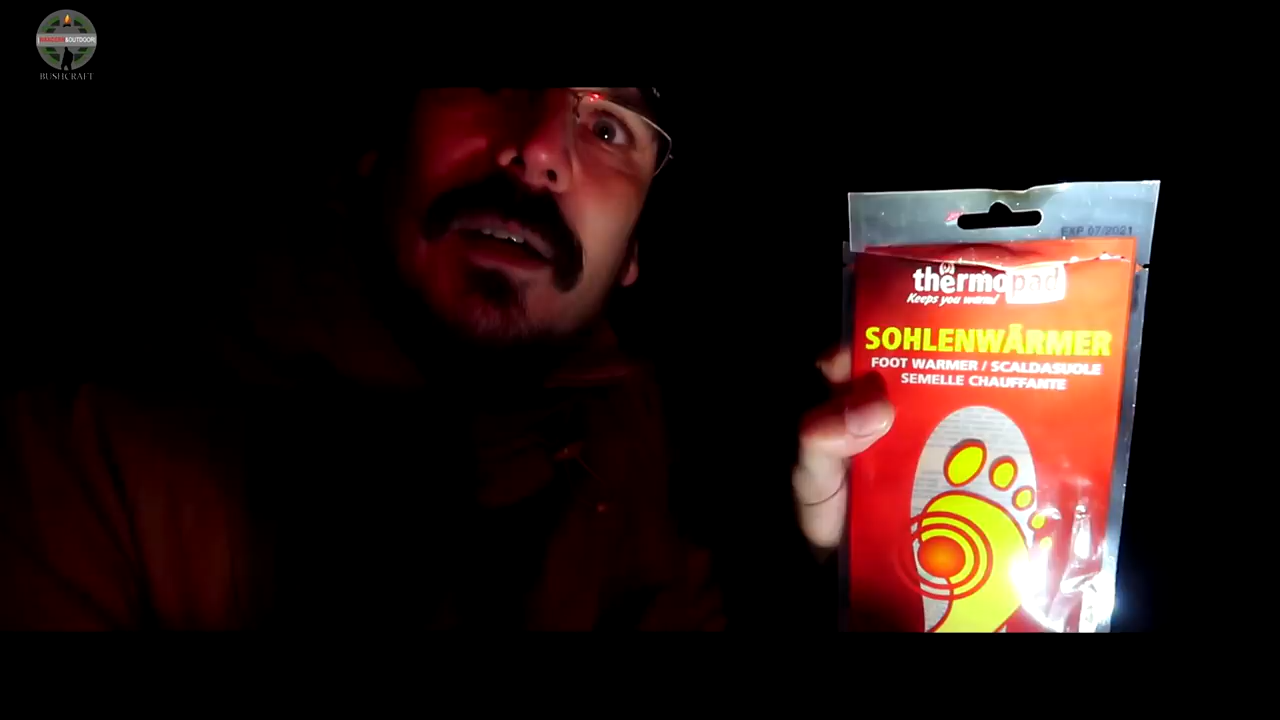 BUSHCRAFT
EXP 07/2021
thermopad
Keeps you warm!
SOHLENWÄRMER
FOOT WARMER / SCALDASUOLE
SEMELLE CHAUFFANTE